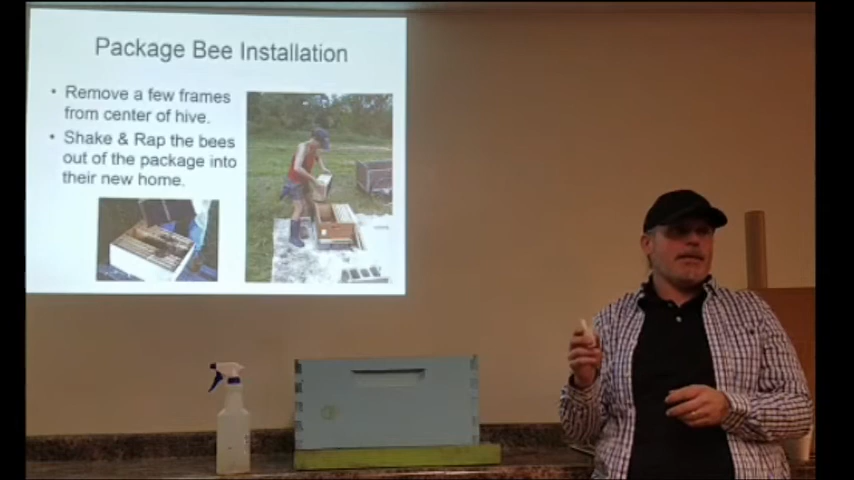 Package Bee Installation
• Remove a few frames
from center of hive.
• Shake & Rap the bees
out of the package into
their new home.